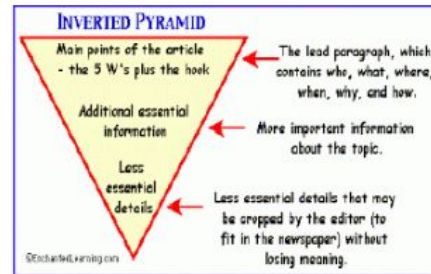 INVERTED PYRAMID
Main points of the article
- the 5 W's plus the hook
The lead paragraph, which
contains who, what, where,
when, why, and how.
Additional essential
information
More important information
about the topic.
Less
essential
details
Less essential details that may
be cropped by the editor (to
fit in the newspaper) without
losing meaning.
©EnchantedLearning.com